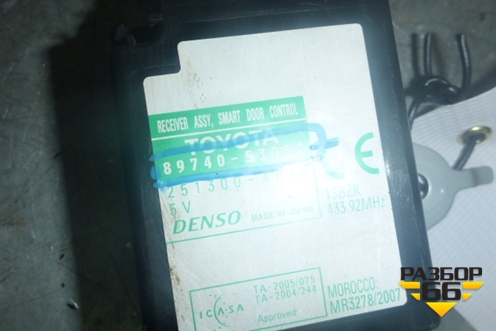 RECEIVER ASSY, SMART DOOR CONTROL
TOYOTA
89740-
251300-
5V
433.92MHz
DENSO MADE IN JAPAN
CE
ICASA
TA-2005/075
TA-2004/244
Approved
MOROCCO
MR3278/2007
РАЗБОР
66